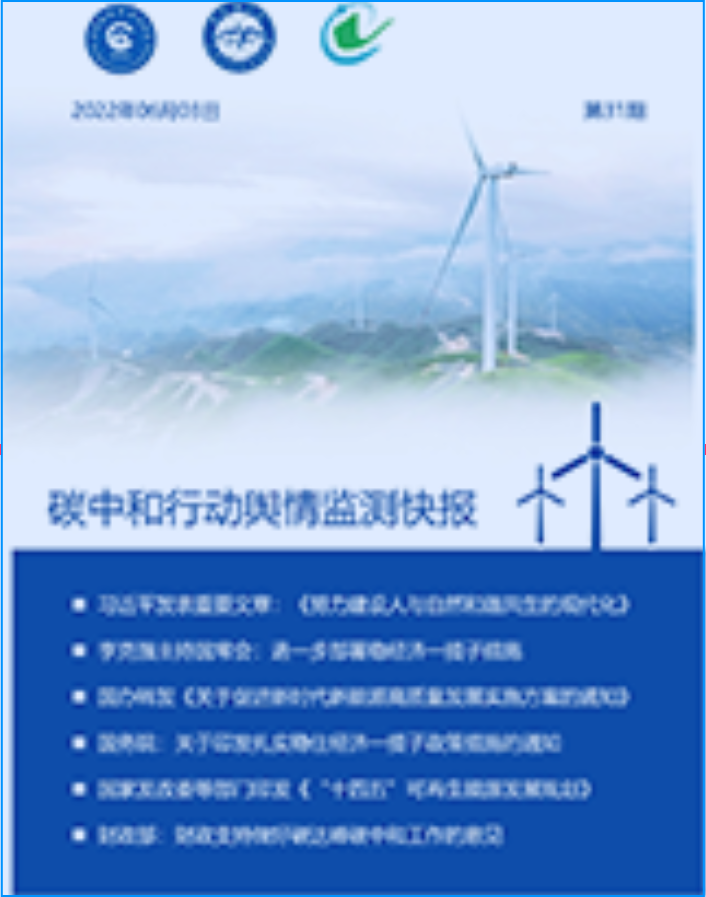 2022年06月03日
第31期
碳中和行动舆情监测快报
习近平发表重要文章：《努力建设人与自然和谐共生的现代化》
李克强主持国常会：进一步部署稳经济一揽子措施
国办转发《关于促进新时代新能源高质量发展实施方案的通知》
国务院：关于印发扎实稳住经济一揽子政策措施的通知
国家发改委等部门印发《“十四五”可再生能源发展规划》
财政部：财政支持做好碳达峰碳中和工作的意见